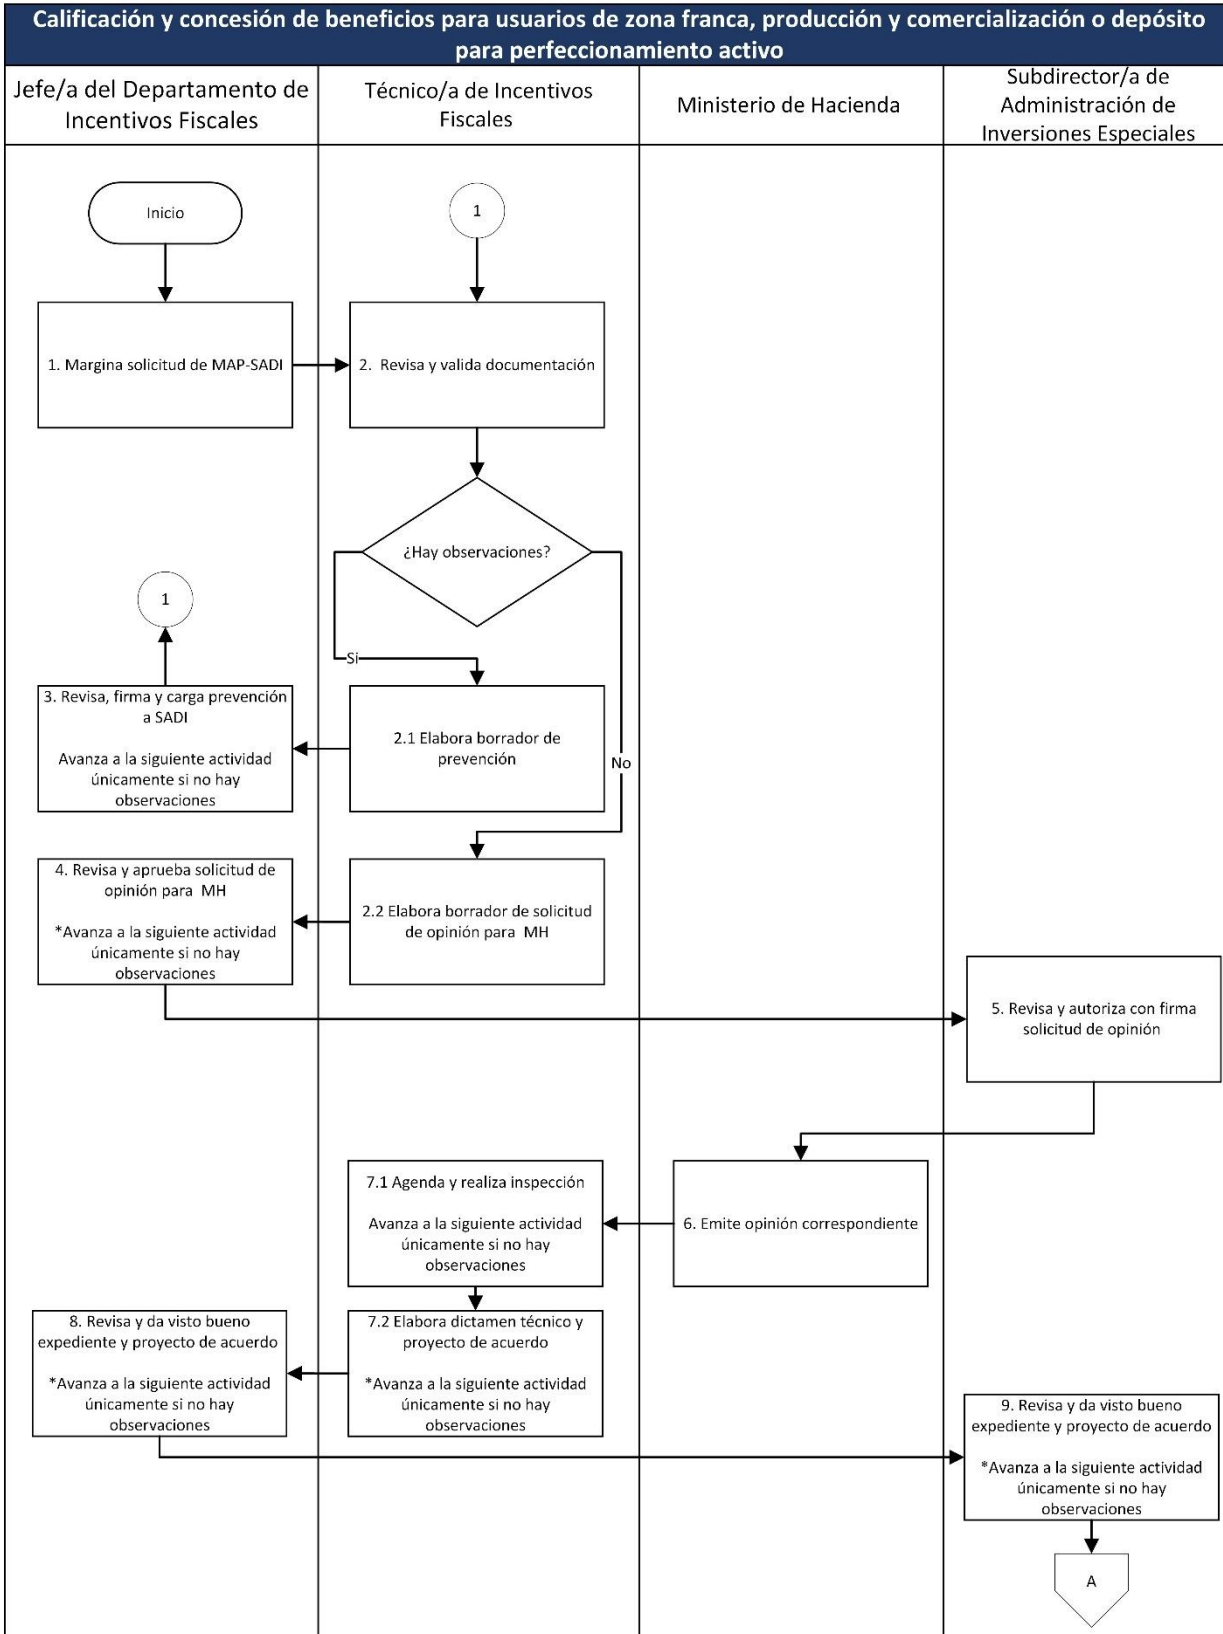 Calificación y concesión de beneficios para usuarios de zona franca, producción y comercialización o depósito
para perfeccionamiento activo
Jefe/a del Departamento de
Incentivos Fiscales
Técnico/a de Incentivos
Fiscales
Ministerio de Hacienda
Subdirector/a de
Administración de
Inversiones Especiales
Inicio
1
1. Margina solicitud de MAP-SADI
2. Revisa y valida documentación
¿Hay observaciones?
1
Si
No
3. Revisa, firma y carga prevención
a SADI
Avanza a la siguiente actividad
únicamente si no hay
observaciones
2.1 Elabora borrador de
prevención
4. Revisa y aprueba solicitud de
opinión para MH
*Avanza a la siguiente actividad
únicamente si no hay
observaciones
2.2 Elabora borrador de solicitud
de opinión para MH
5. Revisa y autoriza con firma
solicitud de opinión
7.1 Agenda y realiza inspección
Avanza a la siguiente actividad
únicamente si no hay
observaciones
6. Emite opinión correspondiente
8. Revisa y da visto bueno
expediente y proyecto de acuerdo
*Avanza a la siguiente actividad
únicamente si no hay
observaciones
7.2 Elabora dictamen técnico y
proyecto de acuerdo
*Avanza a la siguiente actividad
únicamente si no hay
observaciones
9. Revisa y da visto bueno
expediente y proyecto de acuerdo
*Avanza a la siguiente actividad
únicamente si no hay
observaciones
A